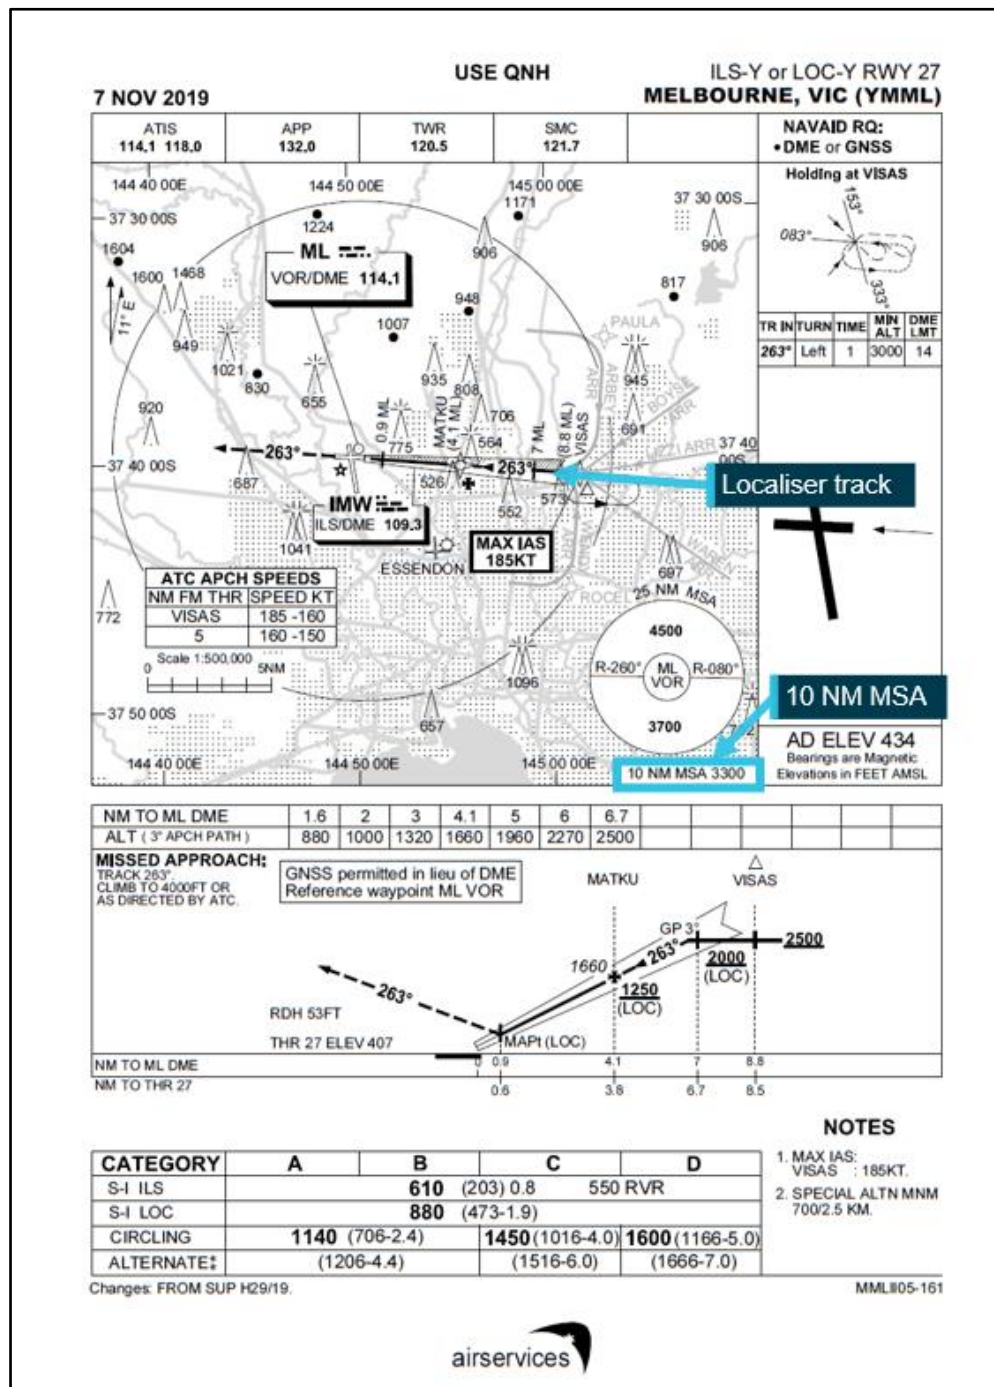 USE QNH
ILS-Y or LOC-Y RWY 27
7 NOV 2019
MELBOURNE, VIC (YMML)
ATIS
114.1 118.0
APP
132.0
TWR
120.5
SMC
121.7
NAVAID RQ:
• DME or GNSS
144 40 00E
144 50 00E
145 00 00E
Holding at VISAS
153°
083°
333°
37 30 00S
37 30 00S
TR IN TURN TIME MIN ALT DME LMT
263° Left 1 3000 14
1224
1171
906
906
1604
1600
1468
ML
VOR/DME 114.1
11° E
949
1021
830
655
1007
948
817
PAULA
935
808
945
920
0.9 ML
MATKU
(4.1 ML)
706
564
775
7 ML
(8.8 ML)
VISAS
ARBEY
ARR
BOYSE
ARR
691
LIZZI ARR
37 40
00S
263°
263°
37 40 00S
687
526
552
573
Localiser track
IMW
ILS/DME 109.3
1041
MAX IAS
185KT
ESSENDON
ARR
WAREN
697
ATC APCH SPEEDS
NM FM THR SPEED KT
VISAS 185 -160
5 160 -150
772
Scale 1:500,000
0 5NM
1096
657
25 NM MSA
4500
R-260° ML VOR R-080°
3700
10 NM MSA
37 50 00S
144 40 00E
144 50 00E
145 00 00E
10 NM MSA 3300
AD ELEV 434
Bearings are Magnetic
Elevations in FEET AMSL
NM TO ML DME 1.6 2 3 4.1 5 6 6.7
ALT ( 3° APCH PATH ) 880 1000 1320 1660 1960 2270 2500
MISSED APPROACH:
TRACK 263°.
CLIMB TO 4000FT OR
AS DIRECTED BY ATC.
GNSS permitted in lieu of DME
Reference waypoint ML VOR
MATKU
VISAS
GP 3°
263°
2500
2000
(LOC)
1660
1250
(LOC)
263°
RDH 53FT
THR 27 ELEV 407
MAPt (LOC)
NM TO ML DME 0 0.9 4.1 7 8.8
NM TO THR 27 0.6 3.8 6.7 8.5
NOTES
1. MAX IAS:
VISAS : 185KT.
2. SPECIAL ALTN MNM
700/2.5 KM.
CATEGORY A B C D
S-I ILS 610 (203) 0.8 550 RVR
S-I LOC 880 (473-1.9)
CIRCLING 1140 (706-2.4) 1450 (1016-4.0) 1600 (1166-5.0)
ALTERNATE‡ (1206-4.4) (1516-6.0) (1666-7.0)
Changes: FROM SUP H29/19.
MMLII05-161
airservices